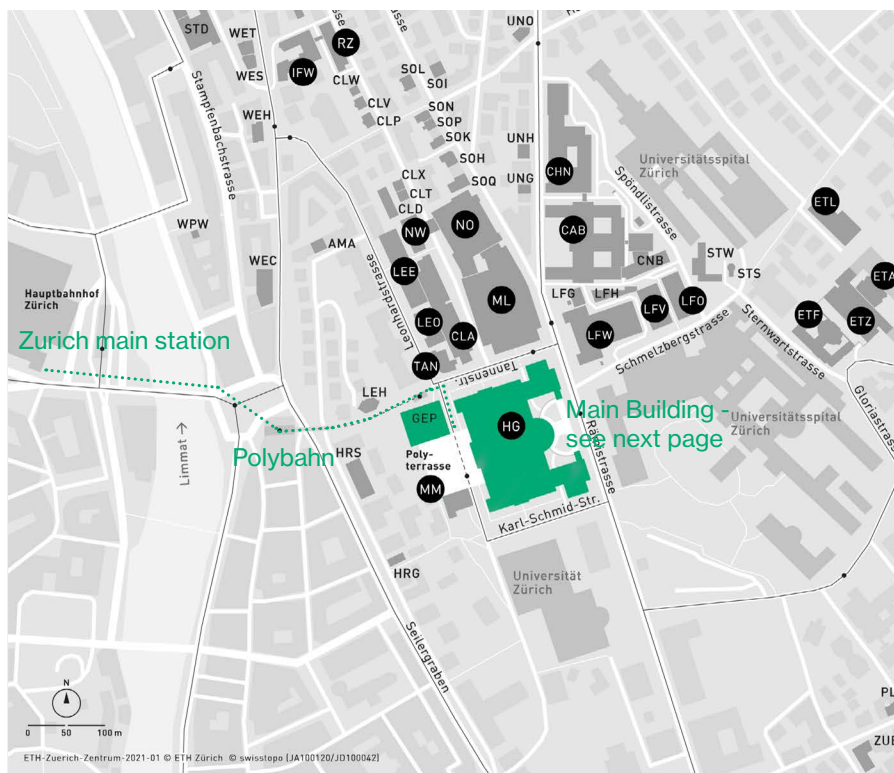 STD
WET
WES
IFW
RZ
CLW
CLV
CLP
SOL
SOI
SON
SOP
SOK
SOH
SOQ
UNO
UNH
UNG
WEH
Stampfenbachstrasse
WPW
WEC
AMA
Leonhardstrasse
CLX
CLT
CLD
NW
NO
LEE
LEO
ML
CLA
TAN
Tannenstr.
CHN
CAB
CNB
Spöndlistrasse
Universitätsspital
Zürich
ETL
STW
STS
ETA
ETF
ETZ
LFG
LFH
LFW
LFV
LFO
Schmelzbergstrasse
Sternwartstrasse
Gloriastrasse
Hauptbahnhof
Zürich
Zurich main station
Limmat →
Polybahn
LEH
HRS
GEP
Poly-
terrasse
MM
HG
Main Building -
see next page
Rämistrasse
Universitätsspital
Zürich
Karl-Schmid-Str.
Universität
Zürich
HRG
Seilergraben
N
0 50 100 m
ETH-Zuerich-Zentrum-2021-01 © ETH Zürich © swisstopo (JA100120/JD100042)